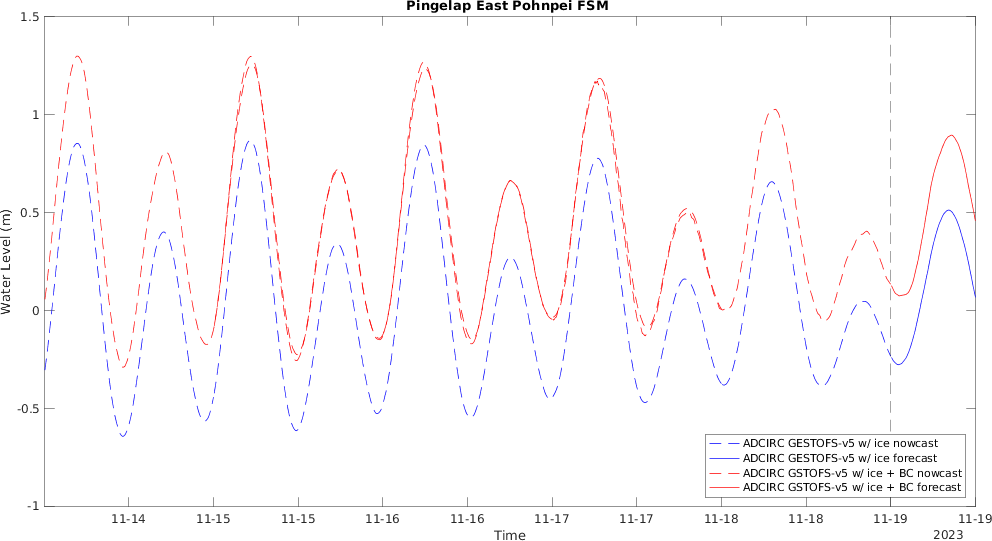 Pingelap East Pohnpei FSM
Water Level (m)
1.5
1
0.5
0
-0.5
-1
ADCIRC GESTOFS-v5 w/ ice nowcast
ADCIRC GESTOFS-v5 w/ ice forecast
ADCIRC GSTOFS-v5 w/ ice + BC nowcast
ADCIRC GSTOFS-v5 w/ ice + BC forecast
11-14 11-15 11-15 11-16 11-16 11-17 11-17 11-18 11-18 11-19 11-19
Time
2023